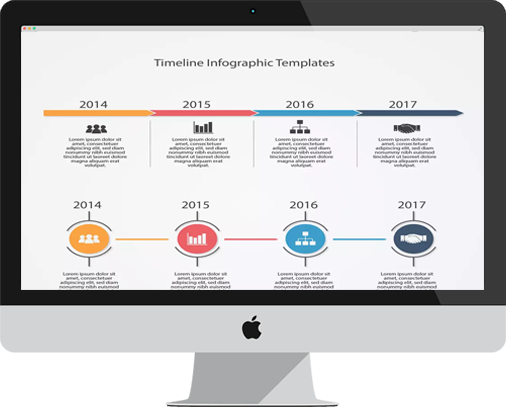 Timeline Infographic Templates
2014 2015 2016 2017
Lorem ipsum dolor sit
amet, consectetuer
adipiscing elit, sed diam
nonummy nibh euismod
tincidunt ut laoreet dolore
magna aliquam erat
volutpat.
Lorem ipsum dolor sit
amet, consectetuer
adipiscing elit, sed diam
nonummy nibh euismod
tincidunt ut laoreet dolore
magna aliquam erat
volutpat.
Lorem ipsum dolor sit
amet, consectetuer
adipiscing elit, sed diam
nonummy nibh euismod
tincidunt ut laoreet dolore
magna aliquam erat
volutpat.
Lorem ipsum dolor sit
amet, consectetuer
adipiscing elit, sed diam
nonummy nibh euismod
tincidunt ut laoreet dolore
magna aliquam erat
volutpat.
2014 2015 2016 2017
Lorem ipsum dolor sit
amet, consectetuer
adipiscing elit, sed diam
nonummy nibh euismod
Lorem ipsum dolor sit
amet, consectetuer
adipiscing elit, sed diam
nonummy nibh euismod
Lorem ipsum dolor sit
amet, consectetuer
adipiscing elit, sed diam
nonummy nibh euismod
Lorem ipsum dolor sit
amet, consectetuer
adipiscing elit, sed diam
nonummy nibh euismod